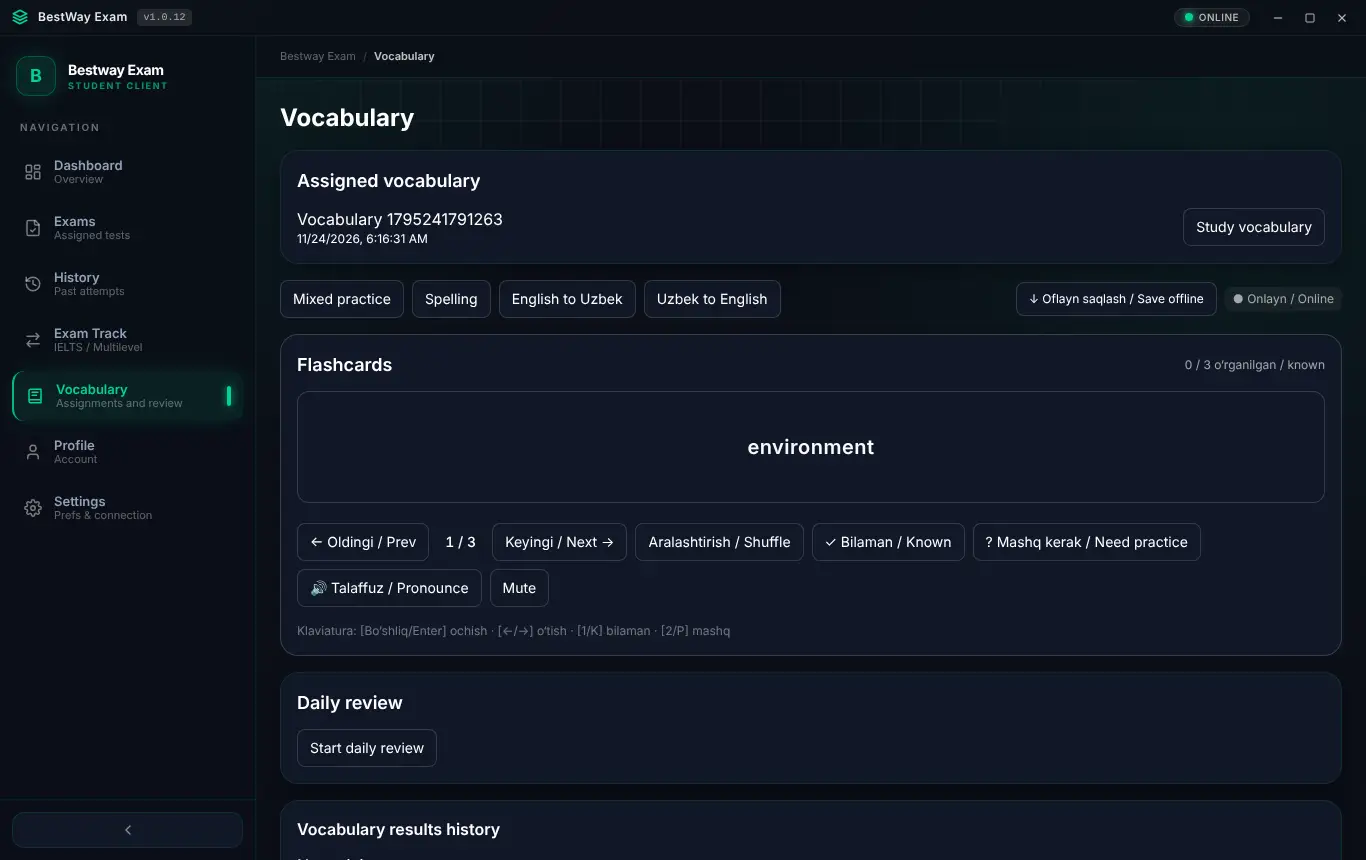 BestWay Exam
v1.0.12
ONLINE
B
Bestway Exam
STUDENT CLIENT
NAVIGATION
Dashboard
Overview
Exams
Assigned tests
History
Past attempts
Exam Track
IELTS / Multilevel
Vocabulary
Assignments and review
Profile
Account
Settings
Prefs & connection
Bestway Exam / Vocabulary
Vocabulary
Assigned vocabulary
Vocabulary 1795241791263
11/24/2026, 6:16:31 AM
Study vocabulary
Mixed practice
Spelling
English to Uzbek
Uzbek to English
↓ Oflayn saqlash / Save offline
Onlayn / Online
Flashcards
0 / 3 o‘rganilgan / known
environment
← Oldingi / Prev
1 / 3
Keyingi / Next →
Aralashtirish / Shuffle
✓ Bilaman / Known
? Mashq kerak / Need practice
🔊 Talaffuz / Pronounce
Mute
Klaviatura: [Bo‘shliq/Enter] ochish · [←/→] o‘tish · [1/K] bilaman · [2/P] mashq
Daily review
Start daily review
Vocabulary results history